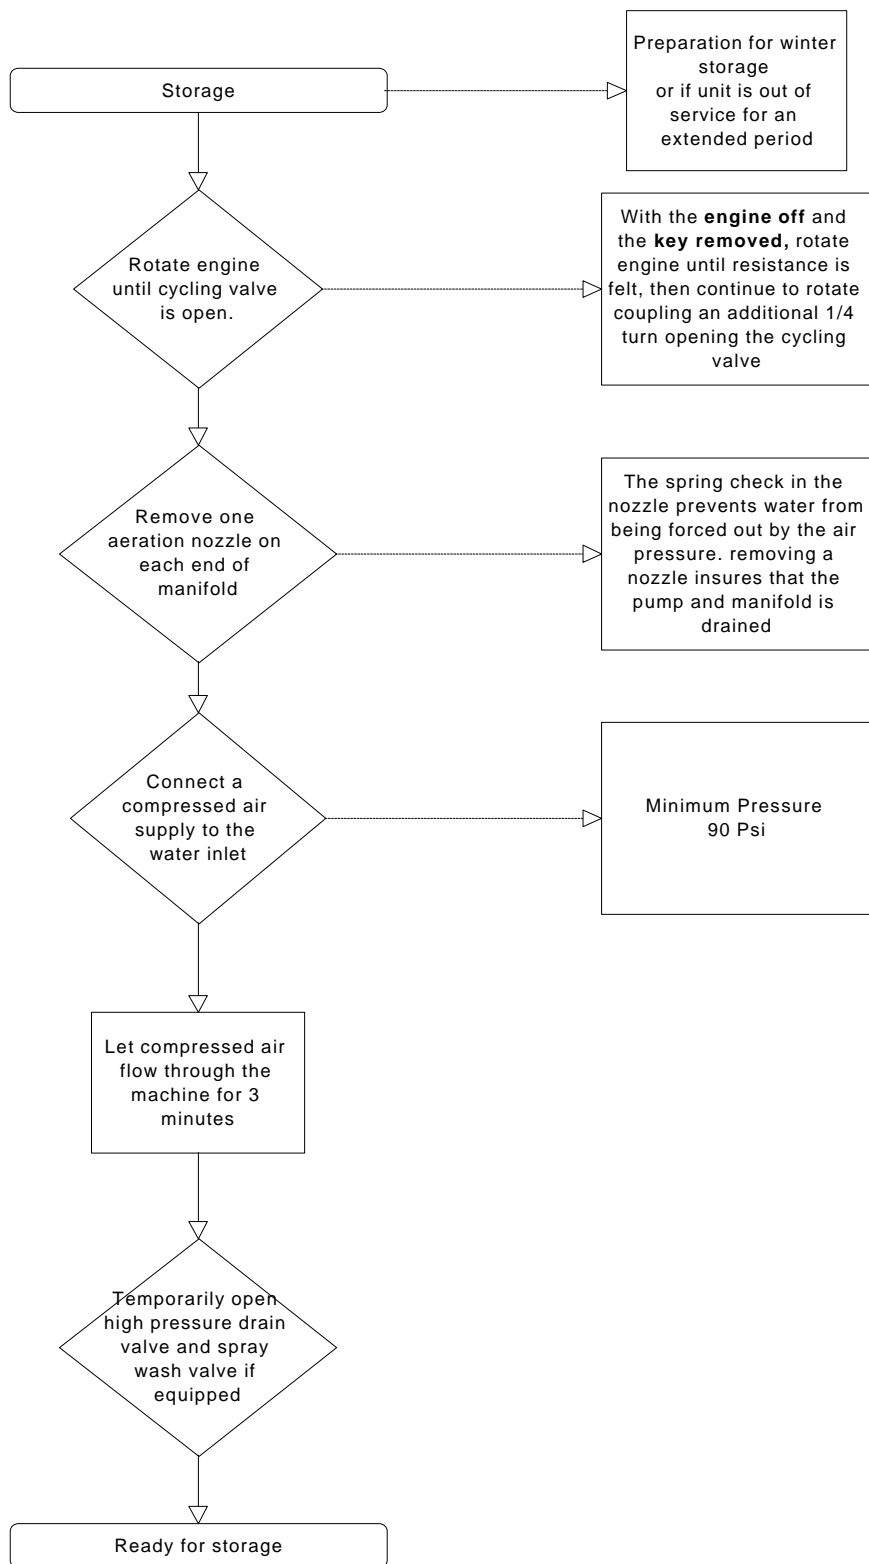 Storage
Preparation for winter
storage
or if unit is out of
service for an
extended period
Rotate engine
until cycling valve
is open.
With the engine off and
the key removed, rotate
engine until resistance is
felt, then continue to rotate
coupling an additional 1/4
turn opening the cycling
valve
Remove one
aeration nozzle on
each end of
manifold
The spring check in the
nozzle prevents water from
being forced out by the air
pressure. removing a
nozzle insures that the
pump and manifold is
drained
Connect a
compressed air
supply to the
water inlet
Minimum Pressure
90 Psi
Let compressed air
flow through the
machine for 3
minutes
Temporarily open
high pressure drain
valve and spray
wash valve if
equipped
Ready for storage